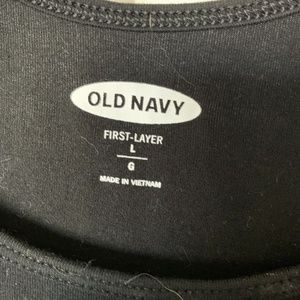 OLD NAVY
FIRST-LAYER
L
G
MADE IN VIETNAM